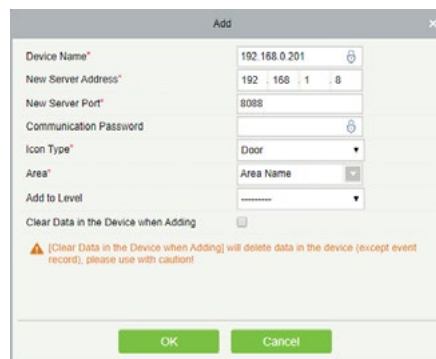 Add
Device Name* 192.168.0.201
New Server Address* 192 . 168 . 1 . 8
New Server Port* 8088
Communication Password
Icon Type* Door
Area* Area Name
Add to Level ---------
Clear Data in the Device when Adding
[Clear Data in the Device when Adding] will delete data in the device (except event
record), please use with caution!
OK Cancel